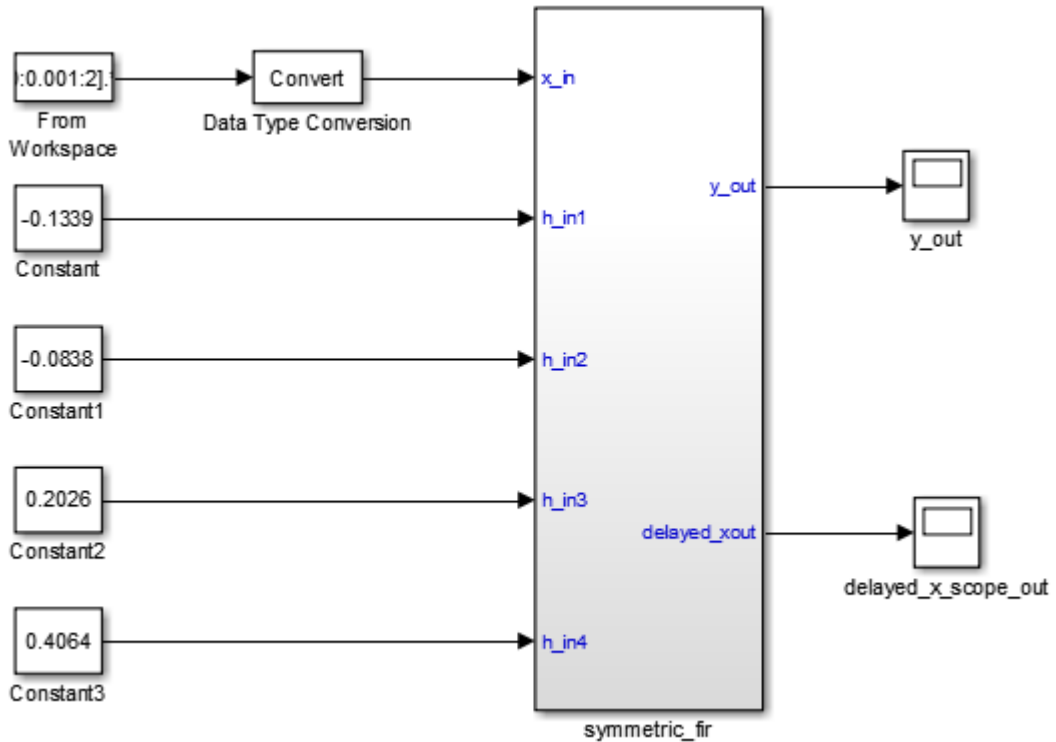 ):0.001:2].'
Convert
x_in
From
Workspace
Data Type Conversion
-0.1339
h_in1
y_out
Constant
y_out
-0.0838
h_in2
Constant1
0.2026
h_in3
delayed_xout
Constant2
delayed_x_scope_out
0.4064
h_in4
Constant3
symmetric_fir